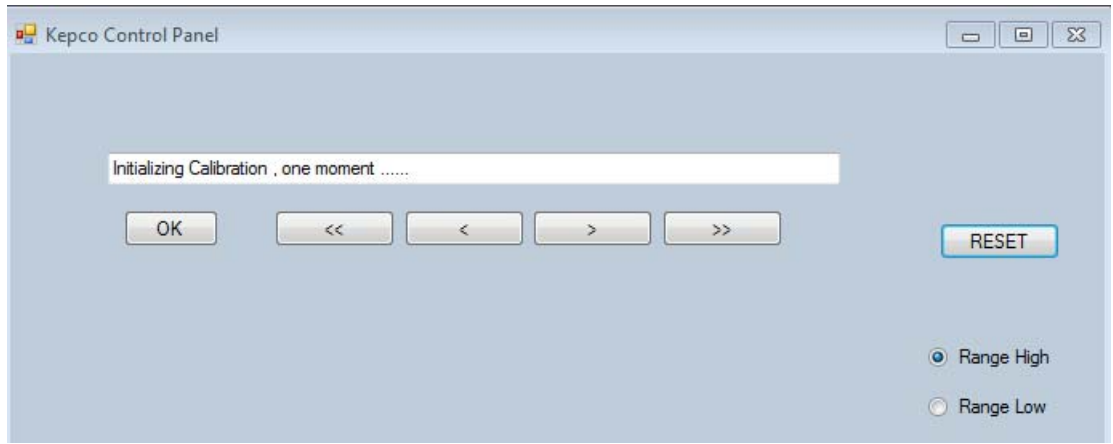 Kepco Control Panel
Initializing Calibration , one moment ......
OK << < > >>
RESET
Range High
Range Low